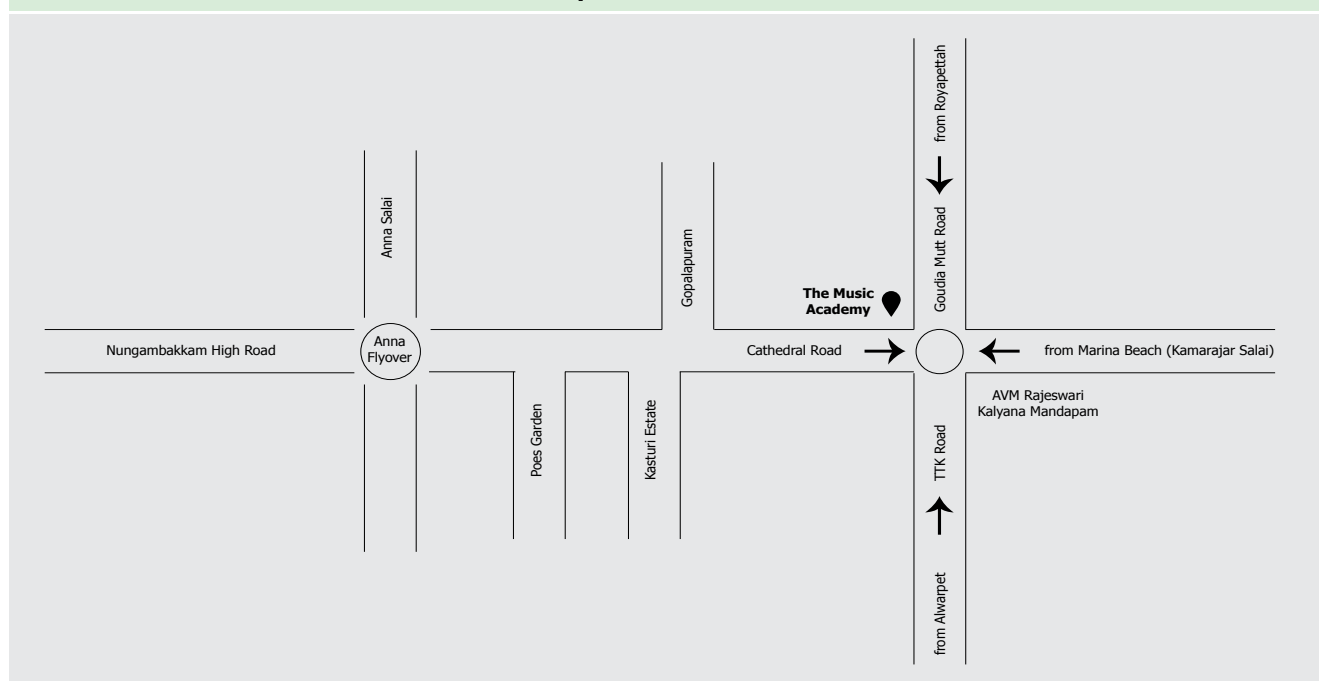 from Royapettah
Anna Salai
Goudia Mutt Road
Gopalapuram
The Music
Academy
Nungambakkam High Road
Anna
Flyover
Cathedral Road
from Marina Beach (Kamarajar Salai)
AVM Rajeswari
Kalyana Mandapam
Poes Garden
Kasturi Estate
TTK Road
from Alwarpet